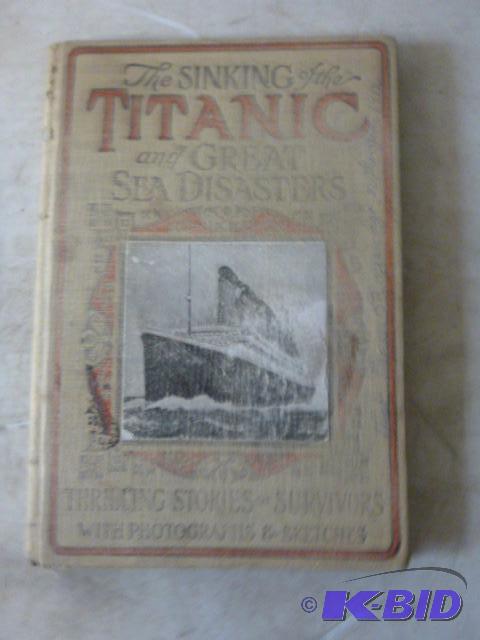 The SINKING of the
TITANIC
and GREAT
SEA DISASTERS
THRILLING STORIES OF SURVIVORS
WITH PHOTOGRAPHS & SKETCHES
© K-BID